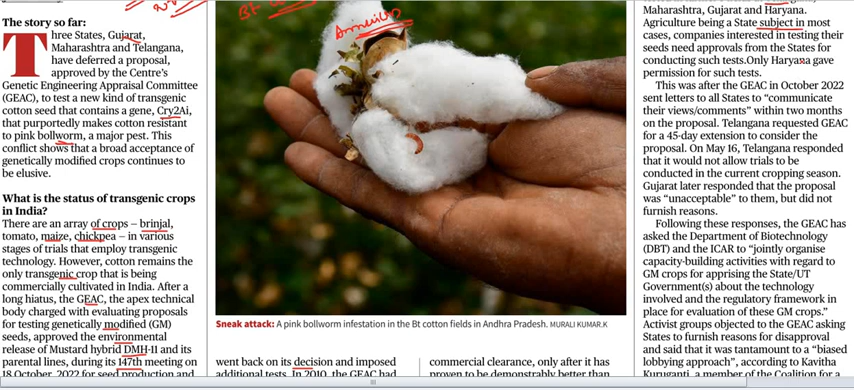 The story so far:
Three States, Gujarat,
Maharashtra and Telangana,
have deferred a proposal,
approved by the Centre's
Genetic Engineering Appraisal Committee
(GEAC), to test a new kind of transgenic
cotton seed that contains a gene, Cry2Ai,
that purportedly makes cotton resistant
to pink bollworm, a major pest. This
conflict shows that a broad acceptance of
genetically modified crops continues to
be elusive.
What is the status of transgenic crops
in India?
There are an array of crops — brinjal,
tomato, maize, chickpea — in various
stages of trials that employ transgenic
technology. However, cotton remains the
only transgenic crop that is being
commercially cultivated in India. After a
long hiatus, the GEAC, the apex technical
body charged with evaluating proposals
for testing genetically modified (GM)
seeds, approved the environmental
release of Mustard hybrid DMH-11 and its
parental lines, during its 147th meeting on
18 October, 2022 for seed production and
Sneak attack: A pink bollworm infestation in the Bt cotton fields in Andhra Pradesh. MURALI KUMAR.K
went back on its decision and imposed
additional tests. In 2010, the GEAC had
commercial clearance, only after it has
proven to be demonstrably better than
Maharashtra, Gujarat and Haryana.
Agriculture being a State subject in most
cases, companies interested in testing their
seeds need approvals from the States for
conducting such tests.Only Haryana gave
permission for such tests.
This was after the GEAC in October 2022
sent letters to all States to "communicate
their views/comments" within two months
on the proposal. Telangana requested GEAC
for a 45-day extension to consider the
proposal. On May 16, Telangana responded
that it would not allow trials to be
conducted in the current cropping season.
Gujarat later responded that the proposal
was "unacceptable" to them, but did not
furnish reasons.
Following these responses, the GEAC has
asked the Department of Biotechnology
(DBT) and the ICAR to "jointly organise
capacity-building activities with regard to
GM crops for apprising the State/UT
Government(s) about the technology
involved and the regulatory framework in
place for evaluation of these GM crops."
Activist groups objected to the GEAC asking
States to furnish reasons for disapproval
and said that it was tantamount to a "biased
lobbying approach", according to Kavitha
Kuruganti, a member of the Coalition for a